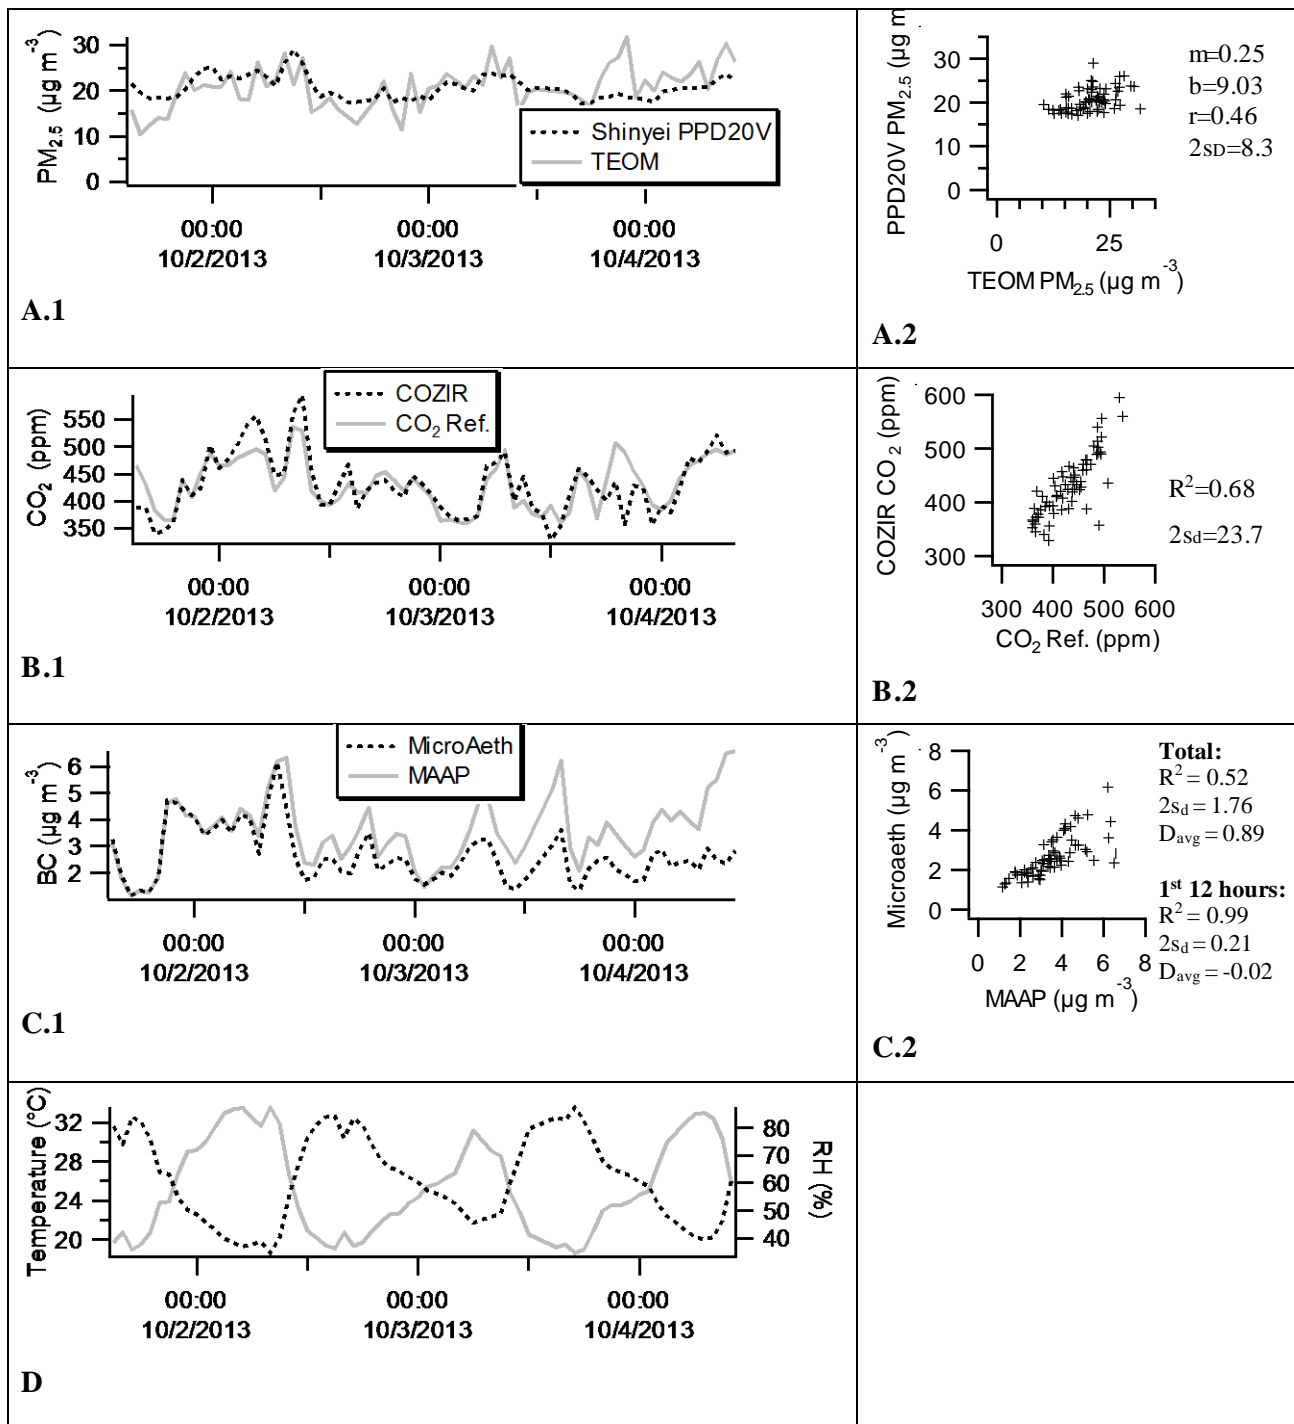 PM2.5 (µg m-3)
30
20
10
0
Shinyei PPD20V
TEOM
00:00 00:00 00:00
10/2/2013 10/3/2013 10/4/2013
A.1
PPD20V PM2.5 (µg m
30
20
10
0
m=0.25
b=9.03
r=0.46
2SD=8.3
0 25
TEOM PM2.5 (µg m-3)
A.2
CO2 (ppm)
550
500
450
400
350
COZIR
CO2 Ref.
00:00 00:00 00:00
10/2/2013 10/3/2013 10/4/2013
B.1
COZIR CO2 (ppm)
600
500
400
300
R2=0.68
2sd=23.7
300 400 500 600
CO2 Ref. (ppm)
B.2
BC (µg m-3)
6
5
4
3
2
MicroAeth
MAAP
00:00 00:00 00:00
10/2/2013 10/3/2013 10/4/2013
C.1
Microaeth (µg m-3)
8
6
4
2
0
Total:
R2 = 0.52
2sd = 1.76
Davg = 0.89
1st 12 hours:
R2 = 0.99
2sd = 0.21
Davg = -0.02
0 2 4 6 8
MAAP (µg m-3)
C.2
Temperature (°C)
32
28
24
20
80
70
60
50
40
RH (%)
00:00 00:00 00:00
10/2/2013 10/3/2013 10/4/2013
D